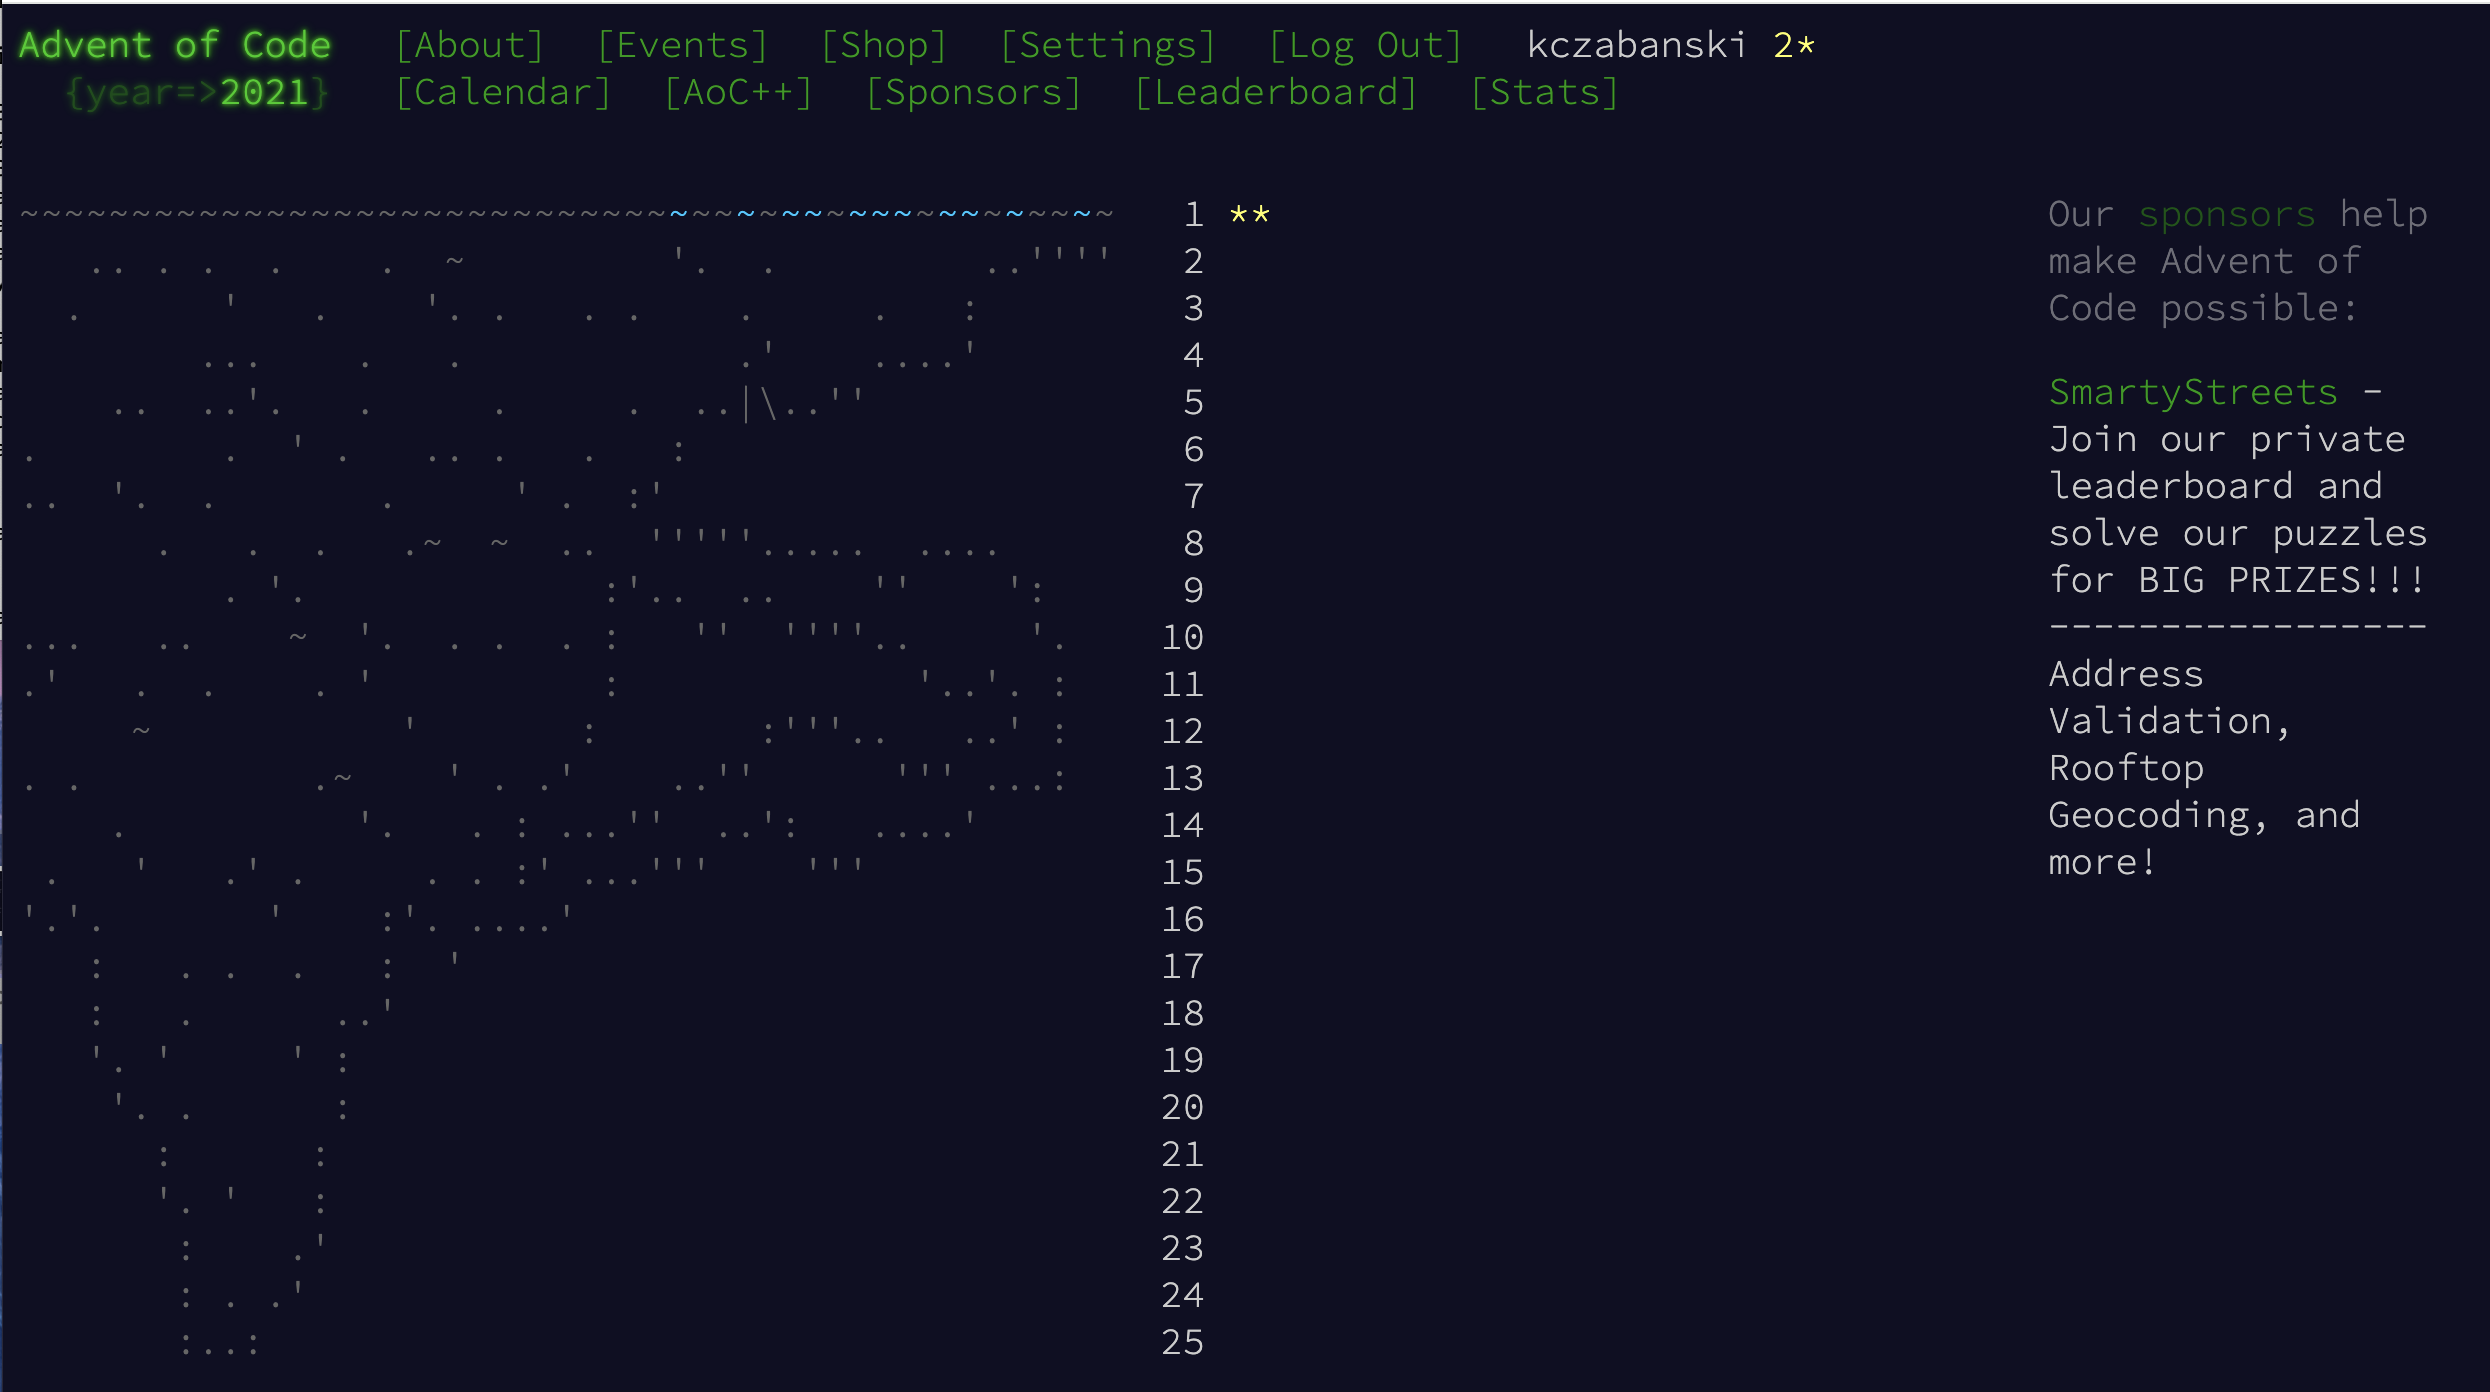 Advent of Code [About] [Events] [Shop] [Settings] [Log Out] kczabanski 2*
{year=>2021} [Calendar] [AoC++] [Sponsors] [Leaderboard] [Stats]
1 **
2
3
4
5
6
7
8
9
10
11
12
13
14
15
16
17
18
19
20
21
22
23
24
25
Our sponsors help
make Advent of
Code possible:
SmartyStreets -
Join our private
leaderboard and
solve our puzzles
for BIG PRIZES!!!
-----------------
Address
Validation,
Rooftop
Geocoding, and
more!